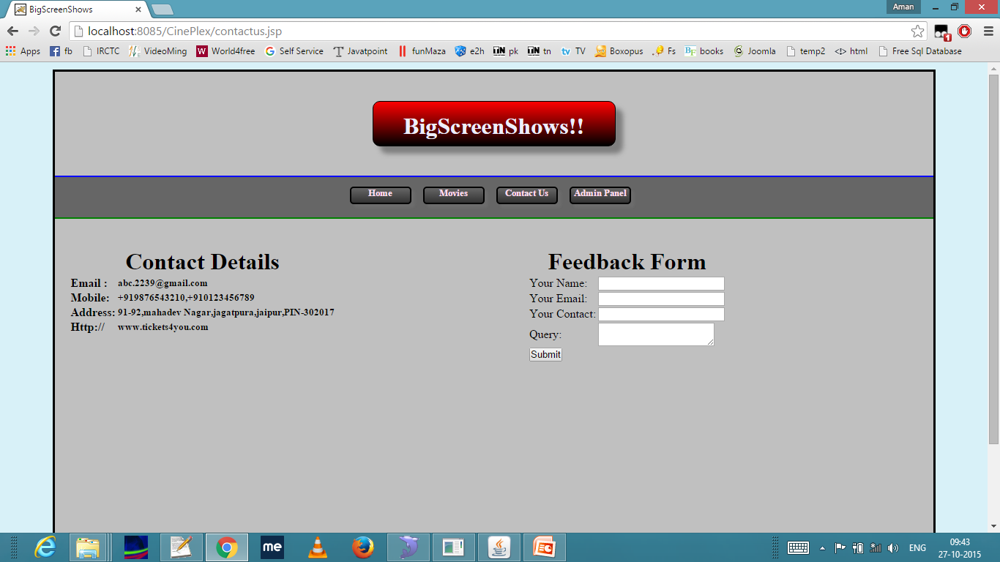 BigScreenShows
Aman
localhost:8085/CinePlex/contactus.jsp
1
Apps fb IRCTC VideoMing World4free Self Service Javatpoint funMaza e2h pk tn TV Boxopus Fs books Joomla temp2 html Free Sql Database
BigScreenShows!!
Home Movies Contact Us Admin Panel
Contact Details
Email : abc.2239@gmail.com
Mobile: +919876543210,+910123456789
Address: 91-92,mahadev Nagar,jagatpura,jaipur,PIN-302017
Http:// www.tickets4you.com
Feedback Form
Your Name:
Your Email:
Your Contact:
Query:
Submit
me
ENG
09:43
27-10-2015